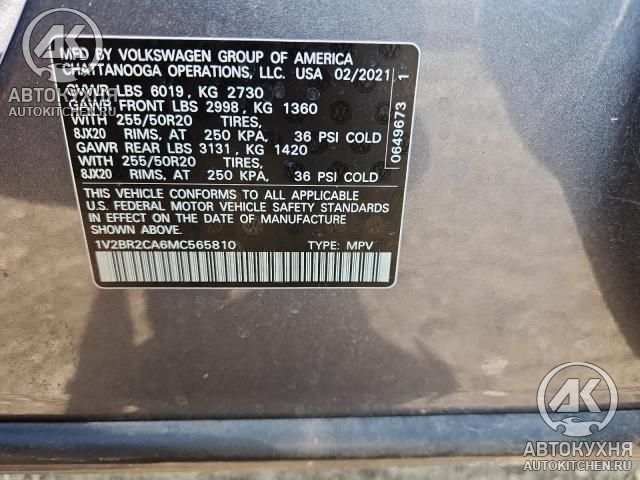 MFD BY VOLKSWAGEN GROUP OF AMERICA
CHATTANOOGA OPERATIONS, LLC. USA 02/2021
GVWR LBS 6019, KG 2730
GAWR FRONT LBS 2998, KG 1360
WITH 255/50R20 TIRES,
8JX20 RIMS, AT 250 KPA, 36 PSI COLD
GAWR REAR LBS 3131, KG 1420
WITH 255/50R20 TIRES,
8JX20 RIMS, AT 250 KPA, 36 PSI COLD
THIS VEHICLE CONFORMS TO ALL APPLICABLE
U.S. FEDERAL MOTOR VEHICLE SAFETY STANDARDS
IN EFFECT ON THE DATE OF MANUFACTURE
SHOWN ABOVE.
1V2BR2CA6MC565810 TYPE: MPV
0649673 1
АК
АВТОКУХНЯ
AUTOKITCHEN.RU
АК
АВТОКУХНЯ
AUTOKITCHEN.RU